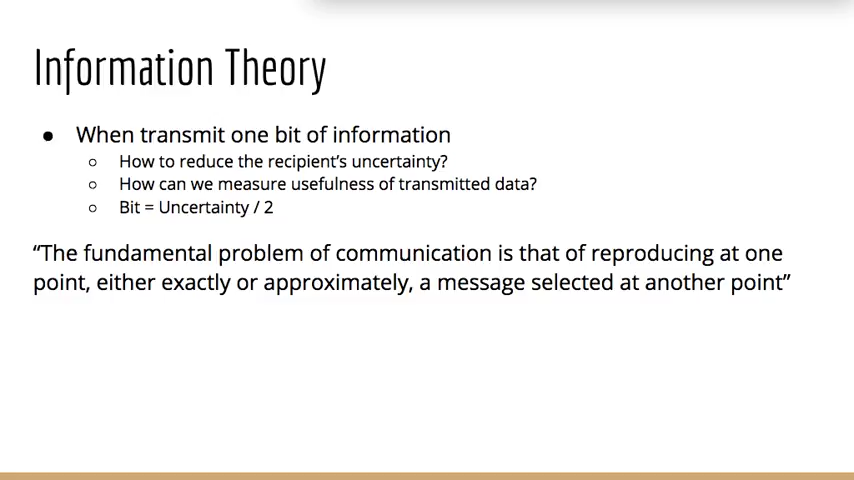 Information Theory
● When transmit one bit of information
○ How to reduce the recipient's uncertainty?
○ How can we measure usefulness of transmitted data?
○ Bit = Uncertainty / 2
“The fundamental problem of communication is that of reproducing at one
point, either exactly or approximately, a message selected at another point”